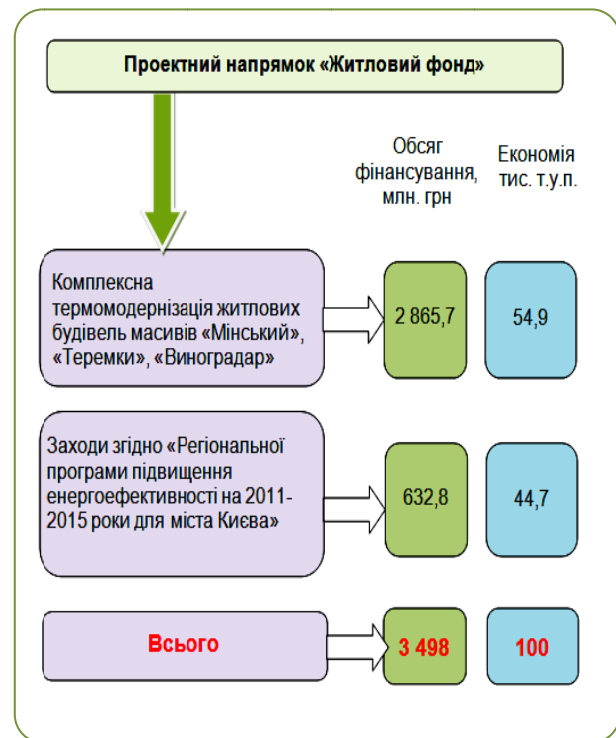 Проектний напрямок «Житловий фонд»
Обсяг
фінансування,
млн. грн
Економія
тис. т.у.п.
Комплексна
термомодернізація житлових
будівель масивів «Мінський»,
«Теремки», «Виноградар»
2 865,7
54,9
Заходи згідно «Регіональної
програми підвищення
енергоефективності на 2011-
2015 роки для міста Києва»
632,8
44,7
Всього
3 498
100